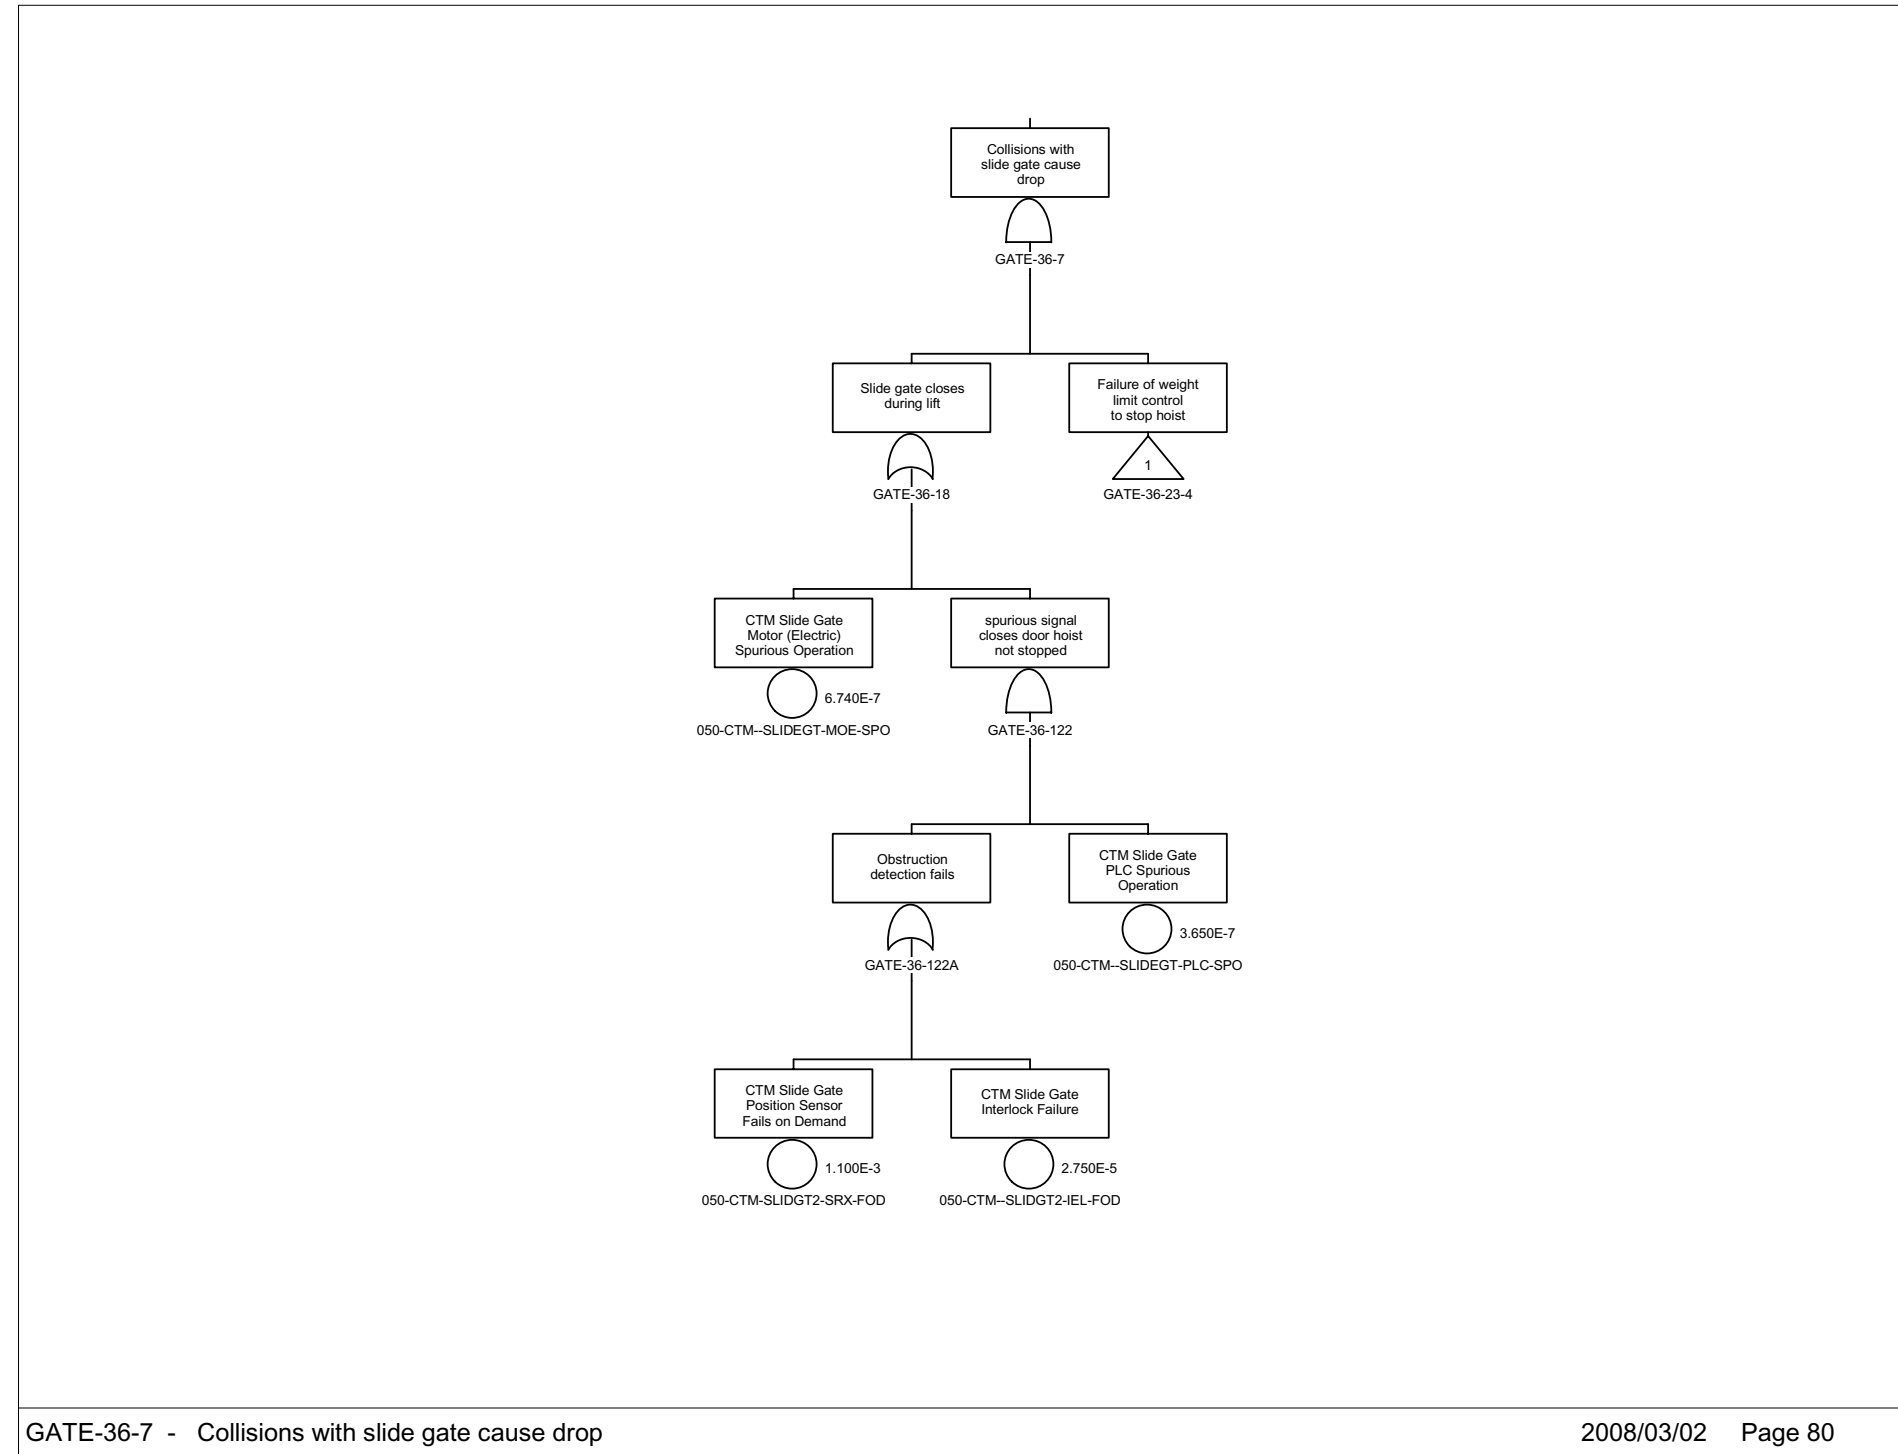 Collisions with
slide gate cause
drop
GATE-36-7
Slide gate closes
during lift
GATE-36-18
Failure of weight
limit control
to stop hoist
1
GATE-36-23-4
CTM Slide Gate
Motor (Electric)
Spurious Operation
6.740E-7
050-CTM--SLIDEGT-MOE-SPO
spurious signal
closes door hoist
not stopped
GATE-36-122
Obstruction
detection fails
GATE-36-122A
CTM Slide Gate
PLC Spurious
Operation
3.650E-7
050-CTM--SLIDEGT-PLC-SPO
CTM Slide Gate
Position Sensor
Fails on Demand
1.100E-3
050-CTM-SLIDGT2-SRX-FOD
CTM Slide Gate
Interlock Failure
2.750E-5
050-CTM--SLIDGT2-IEL-FOD
GATE-36-7 - Collisions with slide gate cause drop
2008/03/02 Page 80